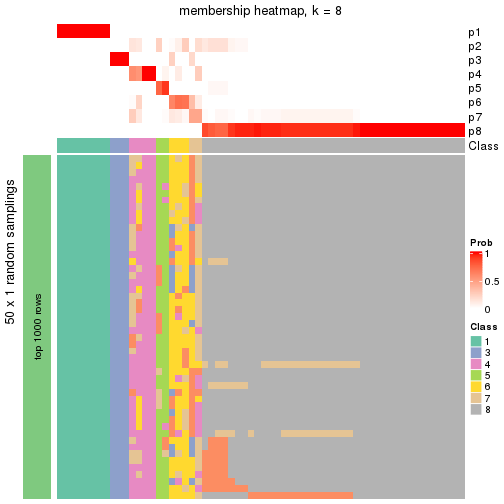 membership heatmap, k = 8
p1
p2
p3
p4
p5
p6
p7
p8
Class
50 x 1 random samplings
top 1000 rows
Prob
1
0.5
0
Class
1
3
4
5
6
7
8